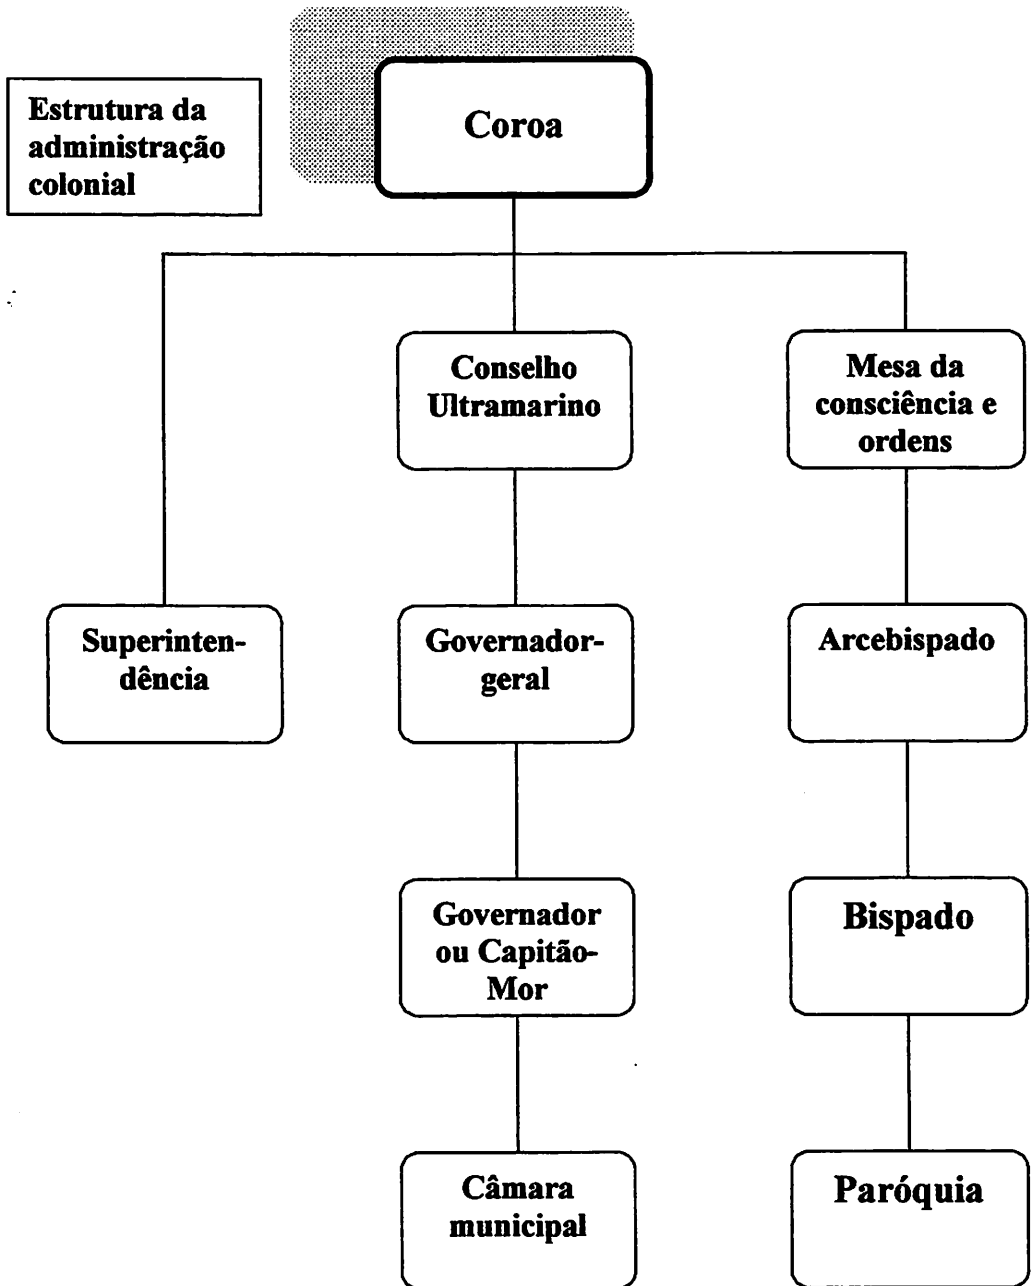 Estrutura da
administração
colonial
Coroa
Conselho
Ultramarino
Mesa da
consciência e
ordens
Superinten-
dência
Governador-
geral
Arcebispado
Governador
ou Capitão-
Mor
Bispado
Câmara
municipal
Paróquia